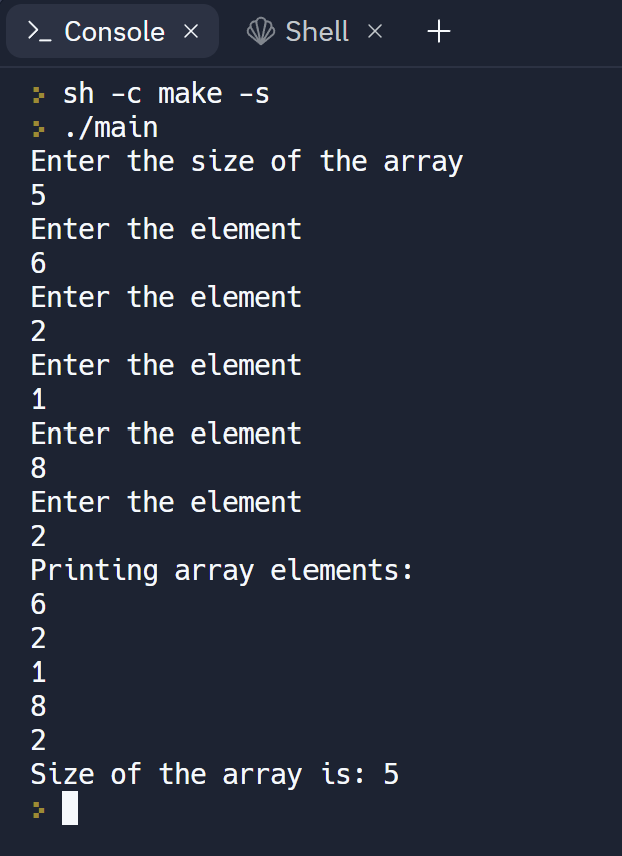 Console × Shell × +
sh -c make -s
./main
Enter the size of the array
5
Enter the element
6
Enter the element
2
Enter the element
1
Enter the element
8
Enter the element
2
Printing array elements:
6
2
1
8
2
Size of the array is: 5